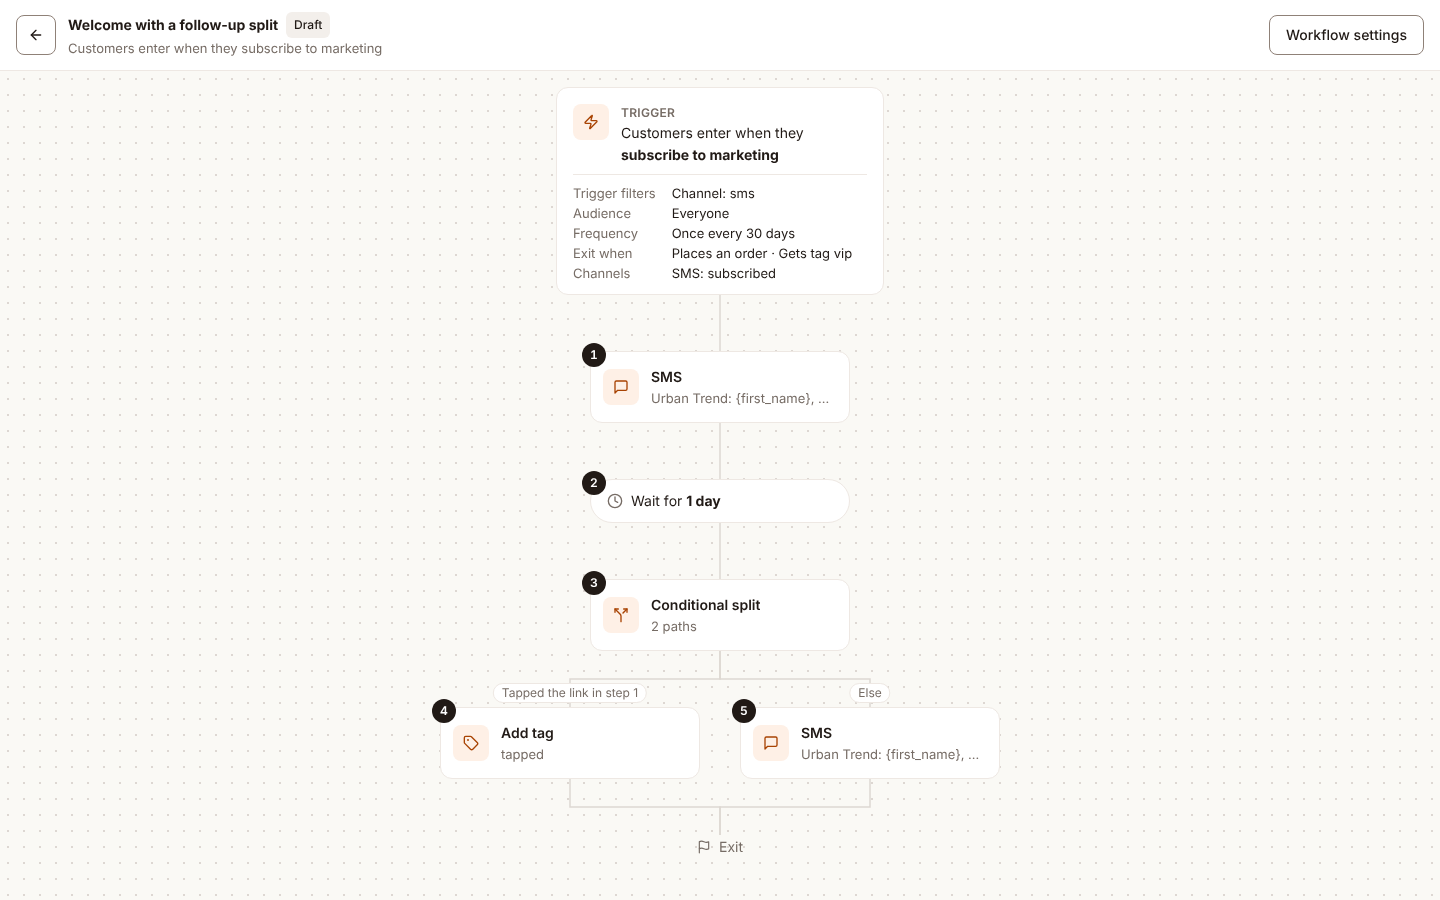 Welcome with a follow-up split
Draft
Customers enter when they subscribe to marketing
Workflow settings
TRIGGER
Customers enter when they
subscribe to marketing
Trigger filters Channel: sms
Audience Everyone
Frequency Once every 30 days
Exit when Places an order · Gets tag vip
Channels SMS: subscribed
1
SMS
Urban Trend: {first_name}, ...
2
Wait for 1 day
3
Conditional split
2 paths
Tapped the link in step 1
Else
4
Add tag
tapped
5
SMS
Urban Trend: {first_name}, ...
Exit